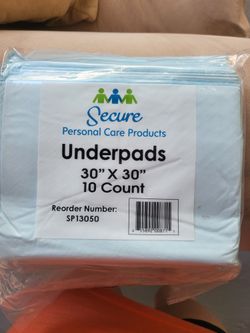 Secure
Personal Care Products
Underpads
30" X 30"
10 Count
Reorder Number:
SP13050